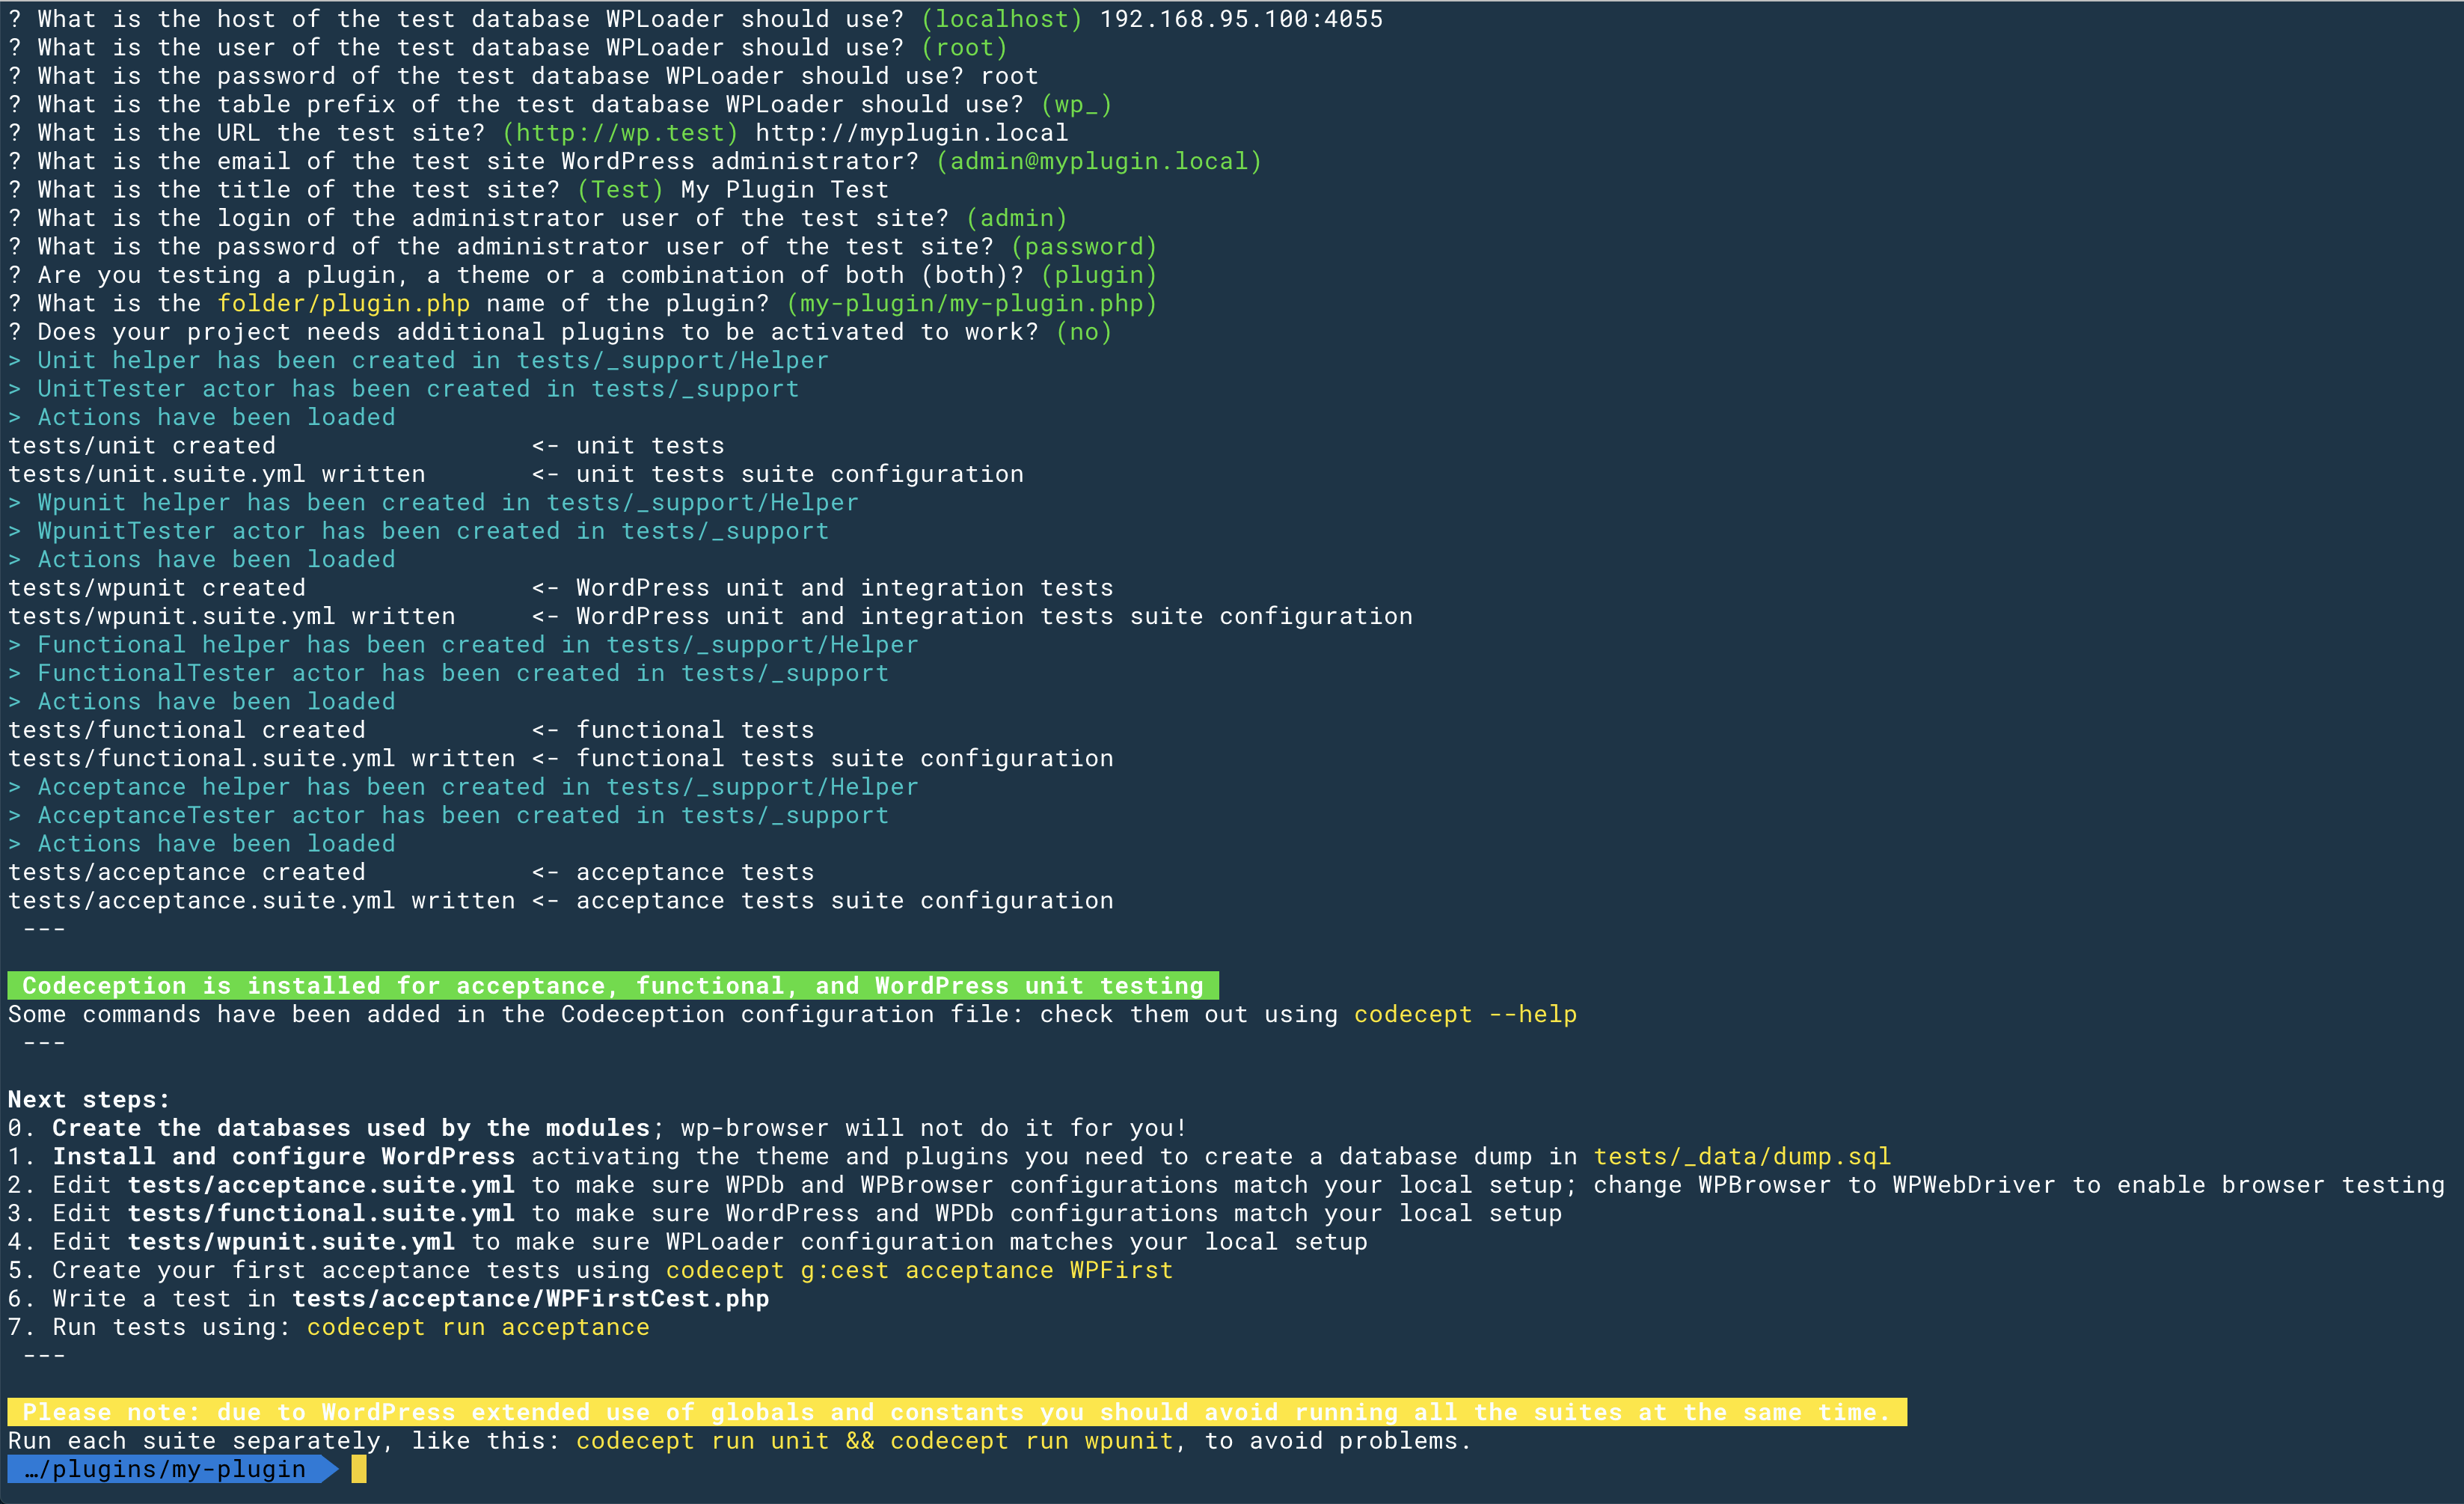 ? What is the host of the test database WPLoader should use? (localhost) 192.168.95.100:4055
? What is the user of the test database WPLoader should use? (root)
? What is the password of the test database WPLoader should use? root
? What is the table prefix of the test database WPLoader should use? (wp_)
? What is the URL the test site? (http://wp.test) http://myplugin.local
? What is the email of the test site WordPress administrator? (admin@myplugin.local)
? What is the title of the test site? (Test) My Plugin Test
? What is the login of the administrator user of the test site? (admin)
? What is the password of the administrator user of the test site? (password)
? Are you testing a plugin, a theme or a combination of both (both)? (plugin)
? What is the folder/plugin.php name of the plugin? (my-plugin/my-plugin.php)
? Does your project needs additional plugins to be activated to work? (no)
> Unit helper has been created in tests/_support/Helper
> UnitTester actor has been created in tests/_support
> Actions have been loaded
tests/unit created                 <- unit tests
tests/unit.suite.yml written       <- unit tests suite configuration
> Wpunit helper has been created in tests/_support/Helper
> WpunitTester actor has been created in tests/_support
> Actions have been loaded
tests/wpunit created               <- WordPress unit and integration tests
tests/wpunit.suite.yml written     <- WordPress unit and integration tests suite configuration
> Functional helper has been created in tests/_support/Helper
> FunctionalTester actor has been created in tests/_support
> Actions have been loaded
tests/functional created           <- functional tests
tests/functional.suite.yml written <- functional tests suite configuration
> Acceptance helper has been created in tests/_support/Helper
> AcceptanceTester actor has been created in tests/_support
> Actions have been loaded
tests/acceptance created           <- acceptance tests
tests/acceptance.suite.yml written <- acceptance tests suite configuration
 ---
Codeception is installed for acceptance, functional, and WordPress unit testing
Some commands have been added in the Codeception configuration file: check them out using codecept --help
 ---
Next steps:
0. Create the databases used by the modules; wp-browser will not do it for you!
1. Install and configure WordPress activating the theme and plugins you need to create a database dump in tests/_data/dump.sql
2. Edit tests/acceptance.suite.yml to make sure WPDb and WPBrowser configurations match your local setup; change WPBrowser to WPWebDriver to enable browser testing
3. Edit tests/functional.suite.yml to make sure WordPress and WPDb configurations match your local setup
4. Edit tests/wpunit.suite.yml to make sure WPLoader configuration matches your local setup
5. Create your first acceptance tests using codecept g:cest acceptance WPFirst
6. Write a test in tests/acceptance/WPFirstCest.php
7. Run tests using: codecept run acceptance
 ---
Please note: due to WordPress extended use of globals and constants you should avoid running all the suites at the same time.
Run each suite separately, like this: codecept run unit && codecept run wpunit, to avoid problems.
…/plugins/my-plugin